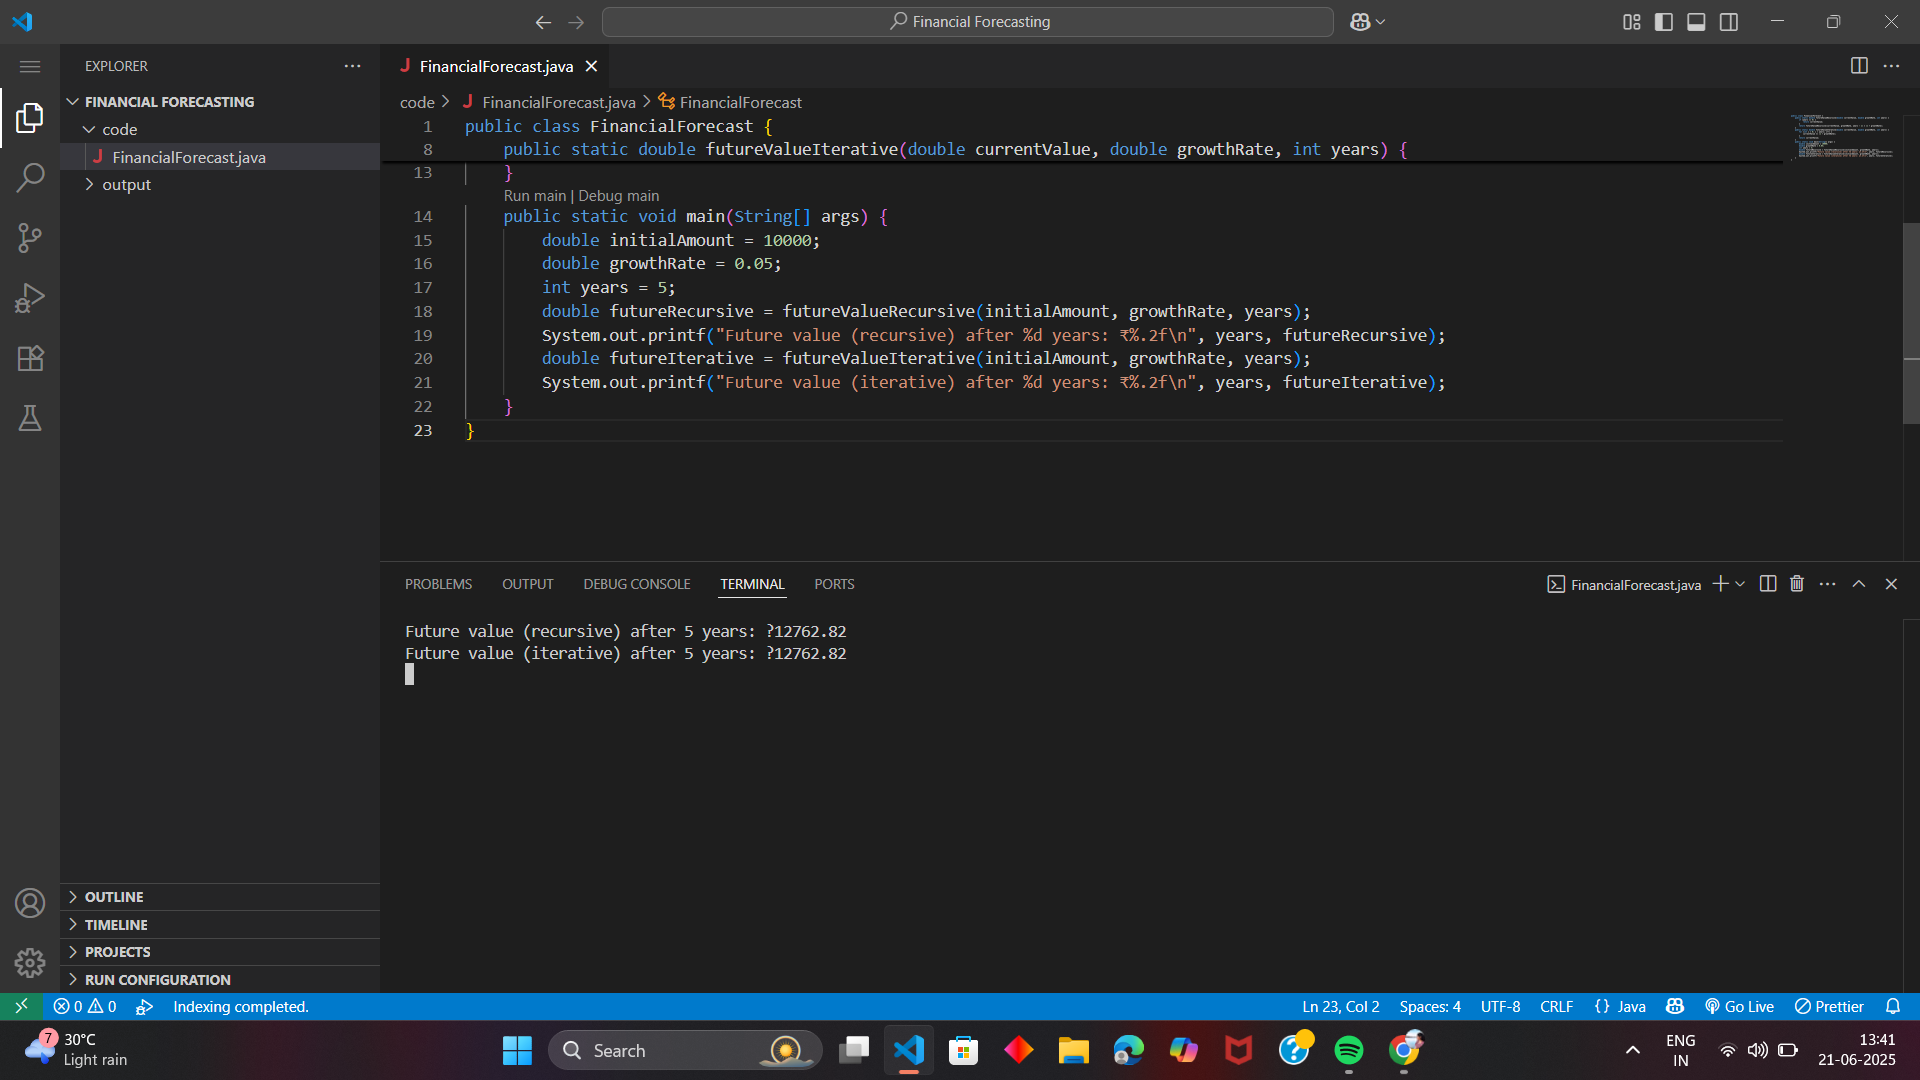 Financial Forecasting
EXPLORER
FINANCIAL FORECASTING
code
FinancialForecast.java
output
OUTLINE
TIMELINE
PROJECTS
RUN CONFIGURATION
FinancialForecast.java
code > FinancialForecast.java > FinancialForecast
1 public class FinancialForecast {
8 public static double futureValueIterative(double currentValue, double growthRate, int years) {
13 }
Run main | Debug main
14 public static void main(String[] args) {
15 double initialAmount = 10000;
16 double growthRate = 0.05;
17 int years = 5;
18 double futureRecursive = futureValueRecursive(initialAmount, growthRate, years);
19 System.out.printf("Future value (recursive) after %d years: ₹%.2f\n", years, futureRecursive);
20 double futureIterative = futureValueIterative(initialAmount, growthRate, years);
21 System.out.printf("Future value (iterative) after %d years: ₹%.2f\n", years, futureIterative);
22 }
23 }
PROBLEMS OUTPUT DEBUG CONSOLE TERMINAL PORTS
FinancialForecast.java
Future value (recursive) after 5 years: ?12762.82
Future value (iterative) after 5 years: ?12762.82
0 0 Indexing completed.
Ln 23, Col 2 Spaces: 4 UTF-8 CRLF {} Java Go Live Prettier
7
30°C
Light rain
Search
ENG
IN
13:41
21-06-2025